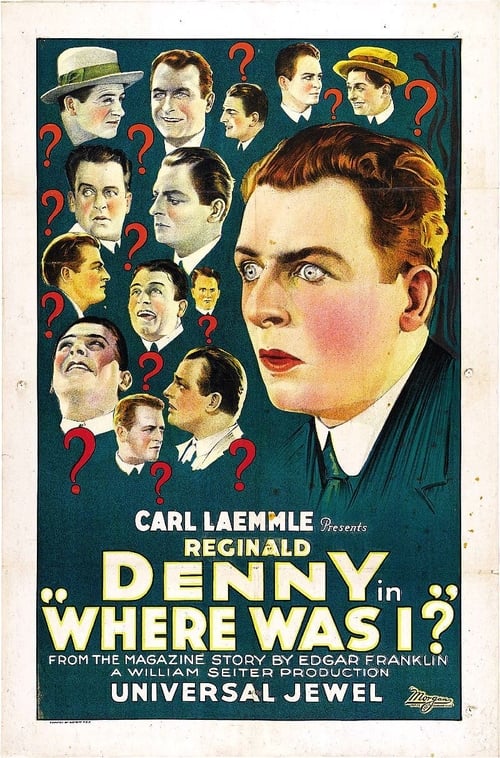 CARL LAEMMLE Presents
REGINALD
DENNY in
"WHERE WAS I?"
FROM THE MAGAZINE STORY BY EDGAR FRANKLIN
A WILLIAM SEITER PRODUCTION
UNIVERSAL JEWEL
Morgan